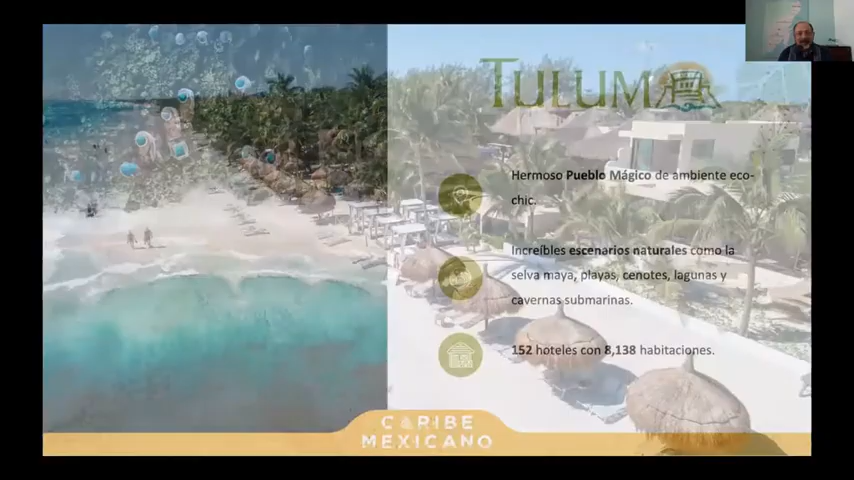 TULUM
Hermoso Pueblo Mágico de ambiente eco-
chic.
Increíbles escenarios naturales como la
selva maya, playas, cenotes, lagunas y
cavernas submarinas.
152 hoteles con 8,138 habitaciones.
CARIBE
MEXICANO